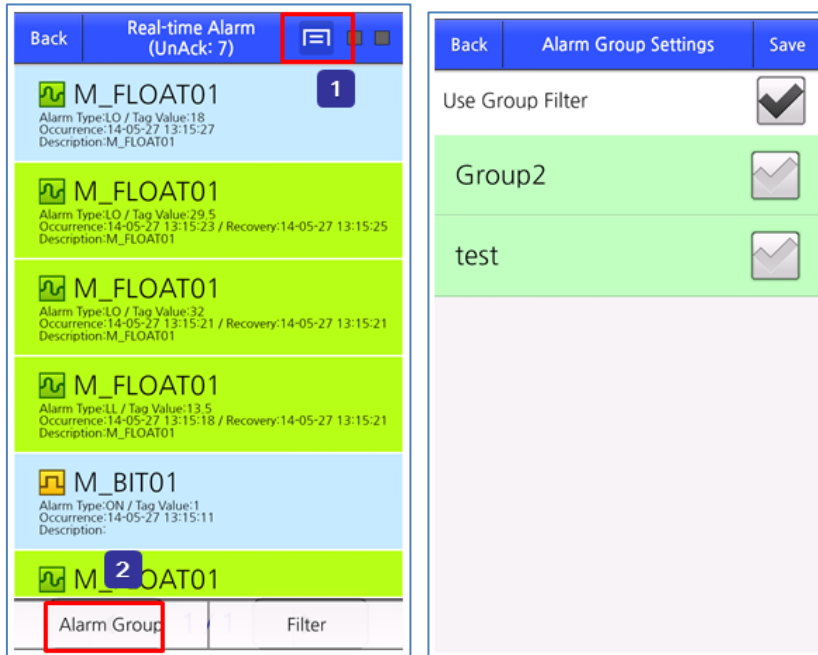 Back
Real-time Alarm
(UnAck: 7)
1
M_FLOAT01
Alarm Type:LO / Tag Value:18
Occurrence:14-05-27 13:15:27
Description:M_FLOAT01
M_FLOAT01
Alarm Type:LO / Tag Value:29.5
Occurrence:14-05-27 13:15:23 / Recovery:14-05-27 13:15:25
Description:M_FLOAT01
M_FLOAT01
Alarm Type:LO / Tag Value:32
Occurrence:14-05-27 13:15:21 / Recovery:14-05-27 13:15:21
Description:M_FLOAT01
M_FLOAT01
Alarm Type:LL / Tag Value:13.5
Occurrence:14-05-27 13:15:18 / Recovery:14-05-27 13:15:21
Description:M_FLOAT01
M_BIT01
Alarm Type:ON / Tag Value:1
Occurrence:14-05-27 13:15:11
Description:
2
OAT01
Alarm Group
1 / 1
Filter
Back
Alarm Group Settings
Save
Use Group Filter
Group2
test